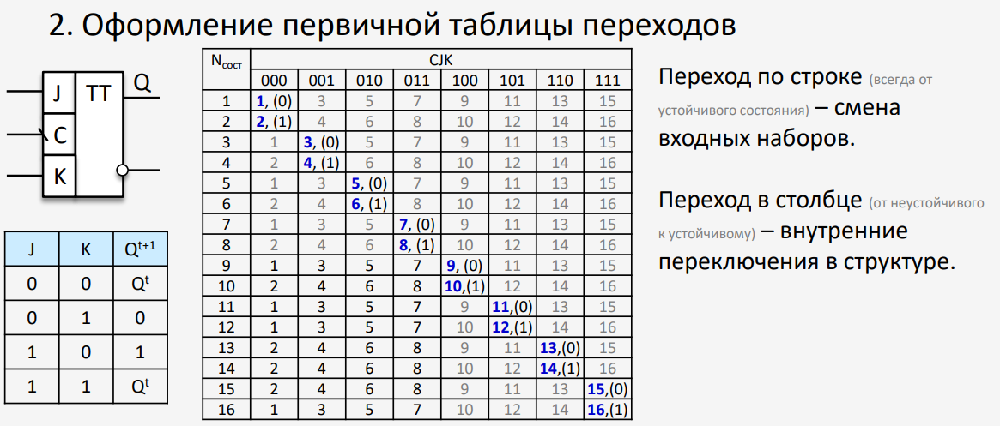 2. Оформление первичной таблицы переходов
J TT Q
C
K
J K Qt+1
0 0 Qt
0 1 0
1 0 1
1 1 Qt
Nсост CJK
000 001 010 011 100 101 110 111
1 1, (0) 3 5 7 9 11 13 15
2 2, (1) 4 6 8 10 12 14 16
3 1 3, (0) 5 7 9 11 13 15
4 2 4, (1) 6 8 10 12 14 16
5 1 3 5, (0) 7 9 11 13 15
6 2 4 6, (1) 8 10 12 14 16
7 1 3 5 7, (0) 9 11 13 15
8 2 4 6 8, (1) 10 12 14 16
9 1 3 5 7 9, (0) 11 13 15
10 2 4 6 8 10,(1) 12 14 16
11 1 3 5 7 9 11,(0) 13 15
12 1 3 5 7 10 12,(1) 14 16
13 2 4 6 8 9 11 13,(0) 15
14 2 4 6 8 10 12 14,(1) 16
15 2 4 6 8 9 11 13 15,(0)
16 1 3 5 7 10 12 14 16,(1)
Переход по строке (всегда от
устойчивого состояния) – смена
входных наборов.
Переход в столбце (от неустойчивого
к устойчивому) – внутренние
переключения в структуре.